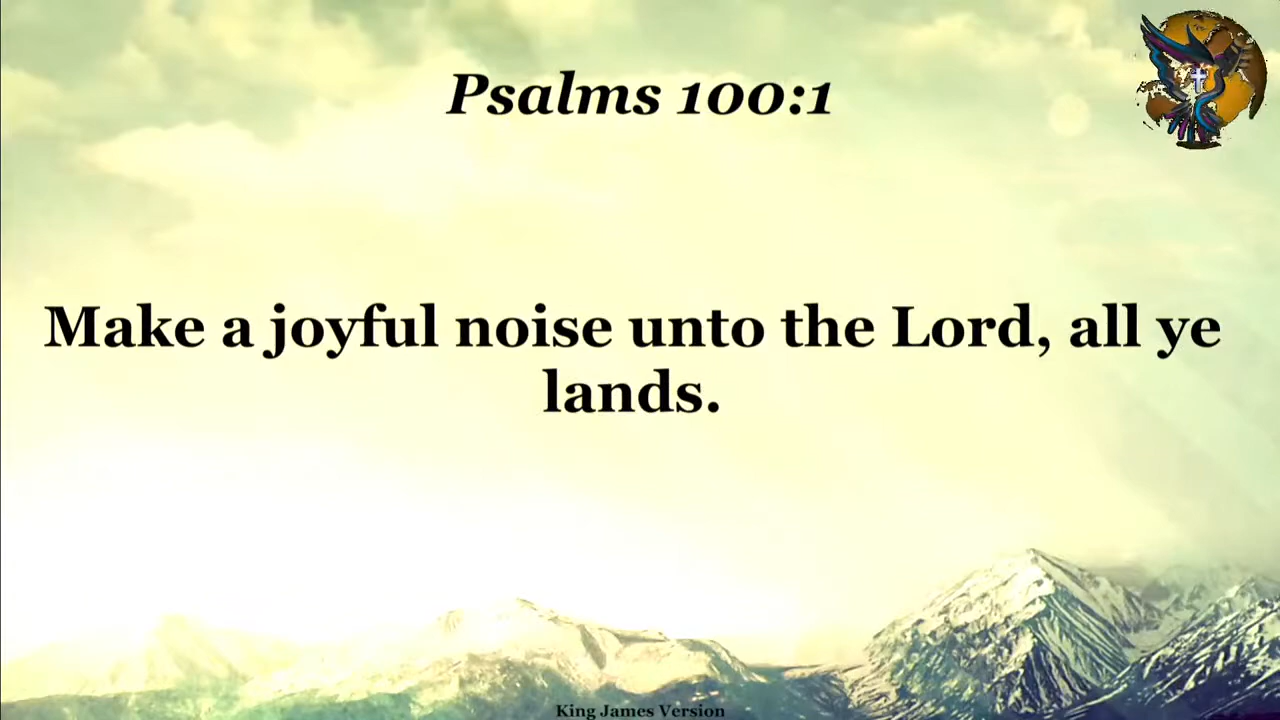 Psalms 100:1
Make a joyful noise unto the Lord, all ye
lands.
King James Version